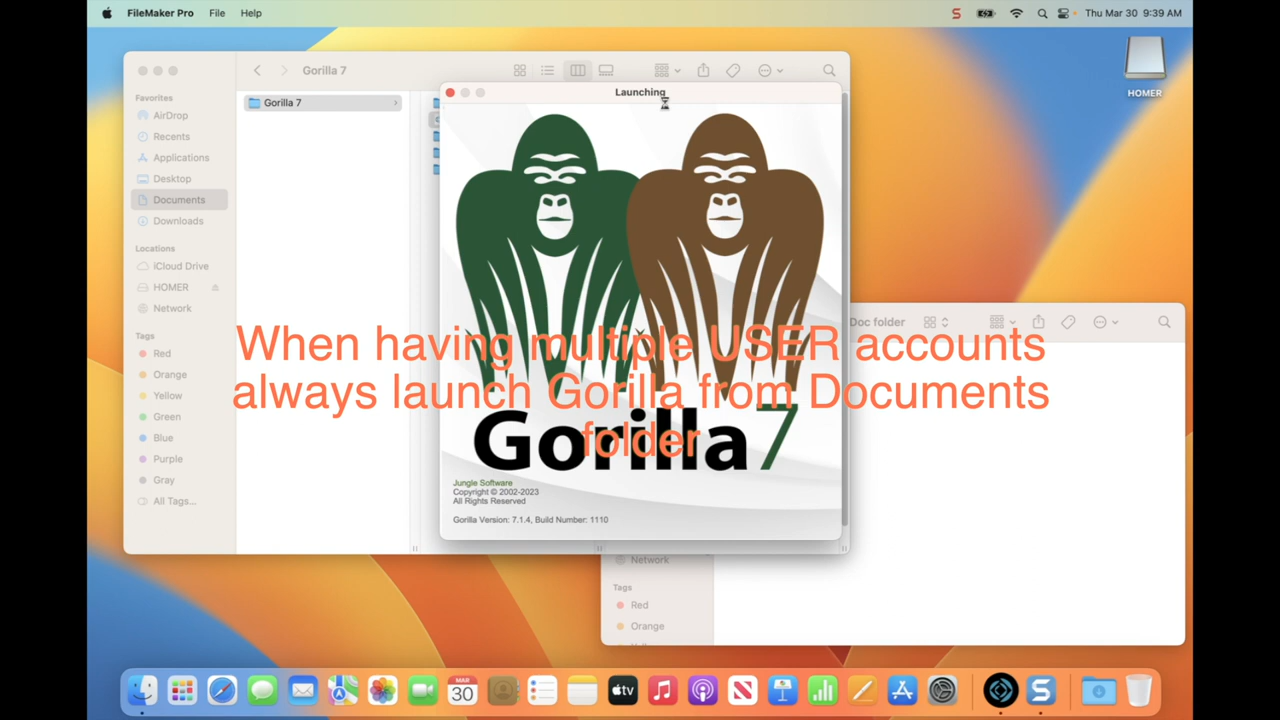 FileMaker Pro File Help
Thu Mar 30 9:39 AM
Gorilla 7
Launching
HOMER
Favorites
AirDrop
Recents
Applications
Desktop
Documents
Downloads
Locations
iCloud Drive
HOMER
Network
Tags
Red
Orange
Yellow
Green
Blue
Purple
Gray
All Tags...
Gorilla 7
Doc folder
When having multiple USER accounts
always launch Gorilla from Documents
folder
Gorilla 7
Jungle Software
Copyright © 2002-2023
All Rights Reserved
Gorilla Version: 7.1.4, Build Number: 1110
Network
Tags
Red
Orange
MAR
30
tv